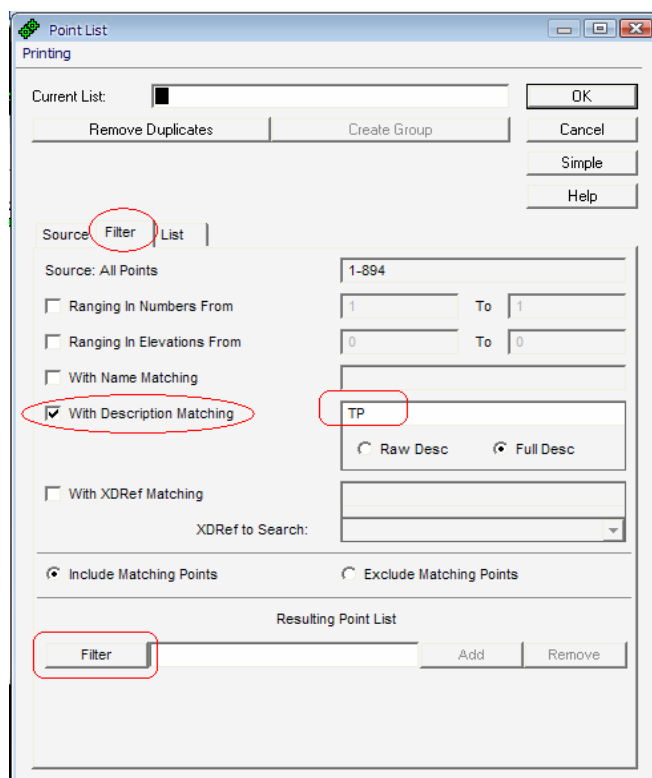 Point List
Printing
Current List:
OK
Remove Duplicates Create Group Cancel
Simple
Help
Source Filter List
Source: All Points 1-894
Ranging In Numbers From 1 To 1
Ranging In Elevations From 0 To 0
With Name Matching
With Description Matching TP
Raw Desc Full Desc
With XDRef Matching
XDRef to Search:
Include Matching Points Exclude Matching Points
Resulting Point List
Filter Add Remove